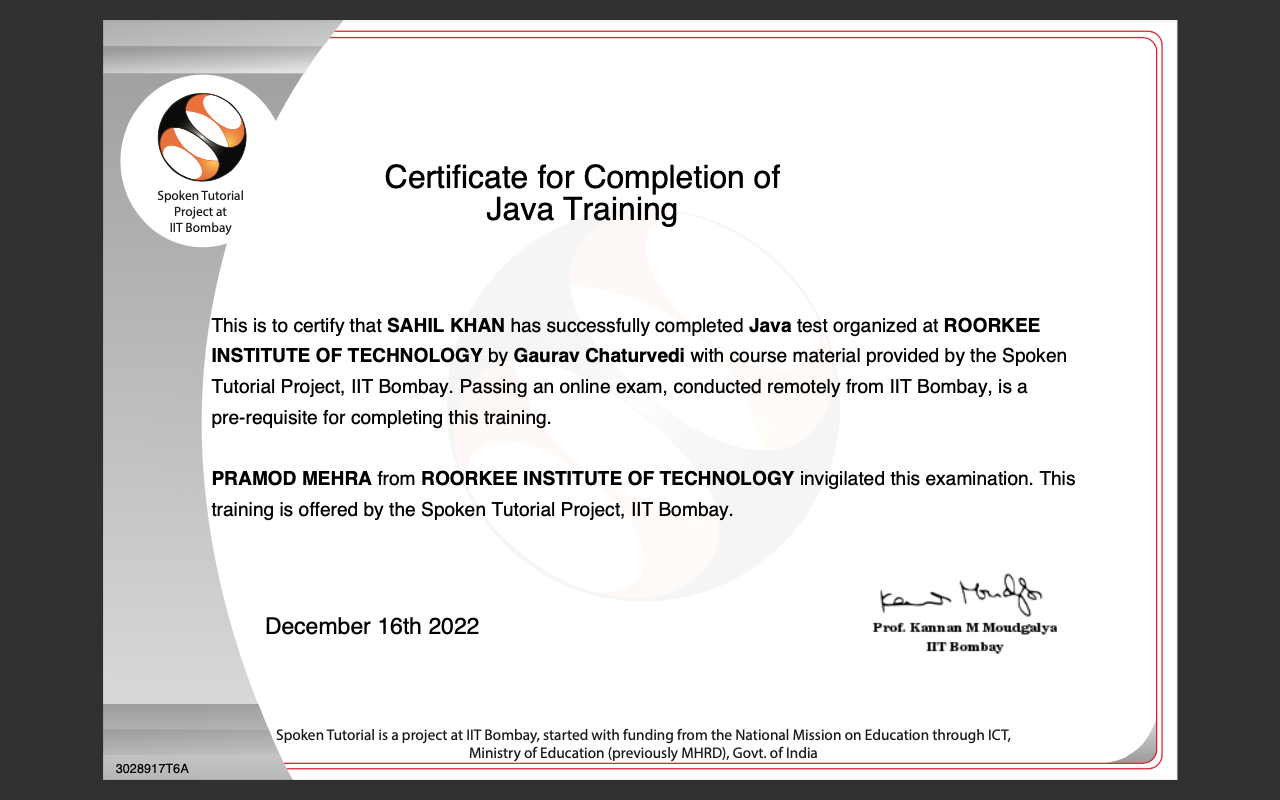 Spoken Tutorial
Project at
IIT Bombay
Certificate for Completion of
Java Training
This is to certify that SAHIL KHAN has successfully completed Java test organized at ROORKEE
INSTITUTE OF TECHNOLOGY by Gaurav Chaturvedi with course material provided by the Spoken
Tutorial Project, IIT Bombay. Passing an online exam, conducted remotely from IIT Bombay, is a
pre-requisite for completing this training.
PRAMOD MEHRA from ROORKEE INSTITUTE OF TECHNOLOGY invigilated this examination. This
training is offered by the Spoken Tutorial Project, IIT Bombay.
December 16th 2022
Kannan Moudgalya
Prof. Kannan M Moudgalya
IIT Bombay
Spoken Tutorial is a project at IIT Bombay, started with funding from the National Mission on Education through ICT,
Ministry of Education (previously MHRD), Govt. of India
3028917T6A